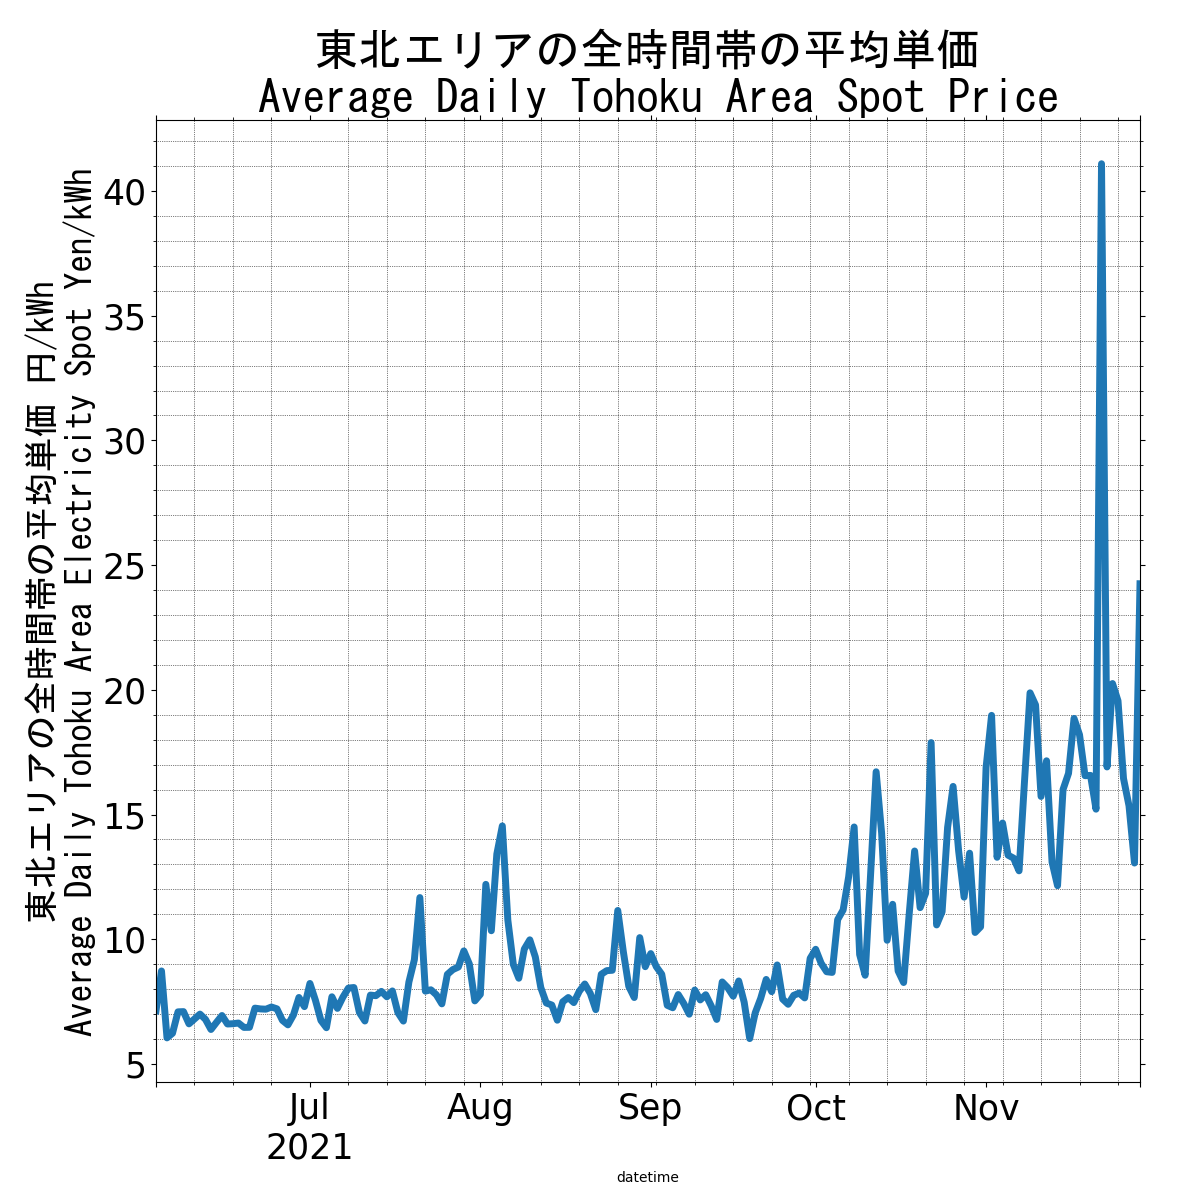 東北エリアの全時間帯の平均単価
Average Daily Tohoku Area Spot Price
東北エリアの全時間帯の平均単価 円/kWh
Average Daily Tohoku Area Electricity Spot Yen/kWh
40
35
30
25
20
15
10
5
Jul
2021
Aug
Sep
Oct
Nov
datetime